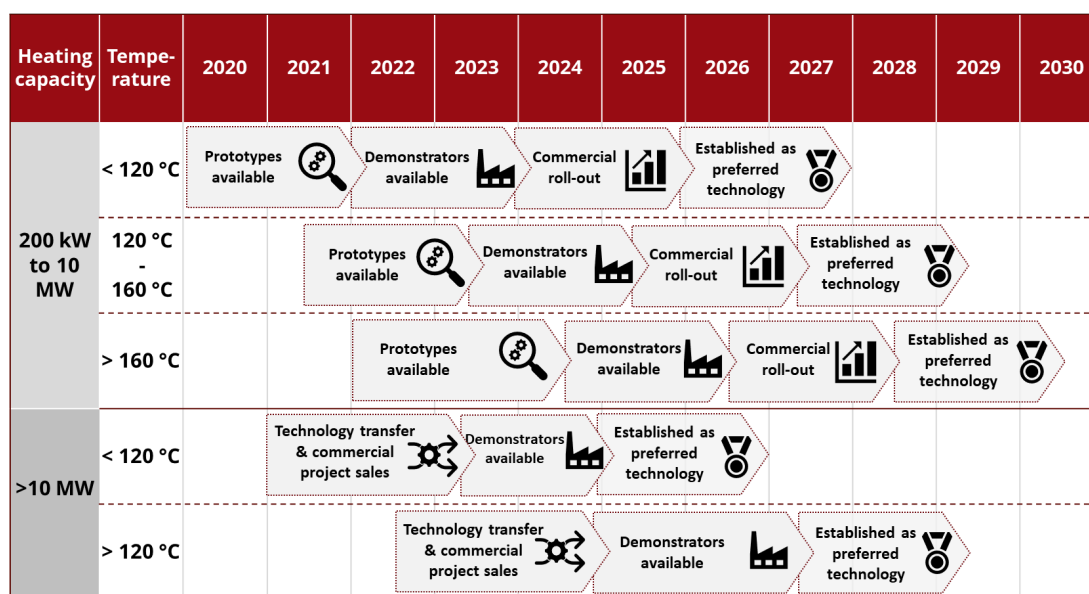 Heating
capacity
Tempe-
rature
2020
2021
2022
2023
2024
2025
2026
2027
2028
2029
2030
200 kW
to 10
MW
< 120 °C
Prototypes
available
Demonstrators
available
Commercial
roll-out
Established as
preferred
technology
120 °C
-
160 °C
Prototypes
available
Demonstrators
available
Commercial
roll-out
Established as
preferred
technology
> 160 °C
Prototypes
available
Demonstrators
available
Commercial
roll-out
Established as
preferred
technology
>10 MW
< 120 °C
Technology transfer
& commercial
project sales
Demonstrators
available
Established as
preferred
technology
> 120 °C
Technology transfer
& commercial
project sales
Demonstrators
available
Established as
preferred
technology